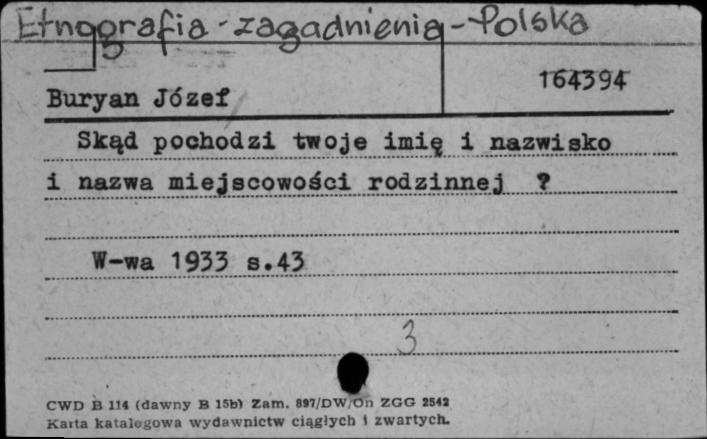 Etnografia - zagadnienia - Polska
164394
Buryan Józef
Skąd pochodzi twoje imię i nazwisko
i nazwa miejscowości rodzinnej ?
W-wa 1933 s.43
3
CWD B 114 (dawny B 15b) Zam. 897/DW/On ZGG 2542
Karta katalogowa wydawnictw ciągłych i zwartych.